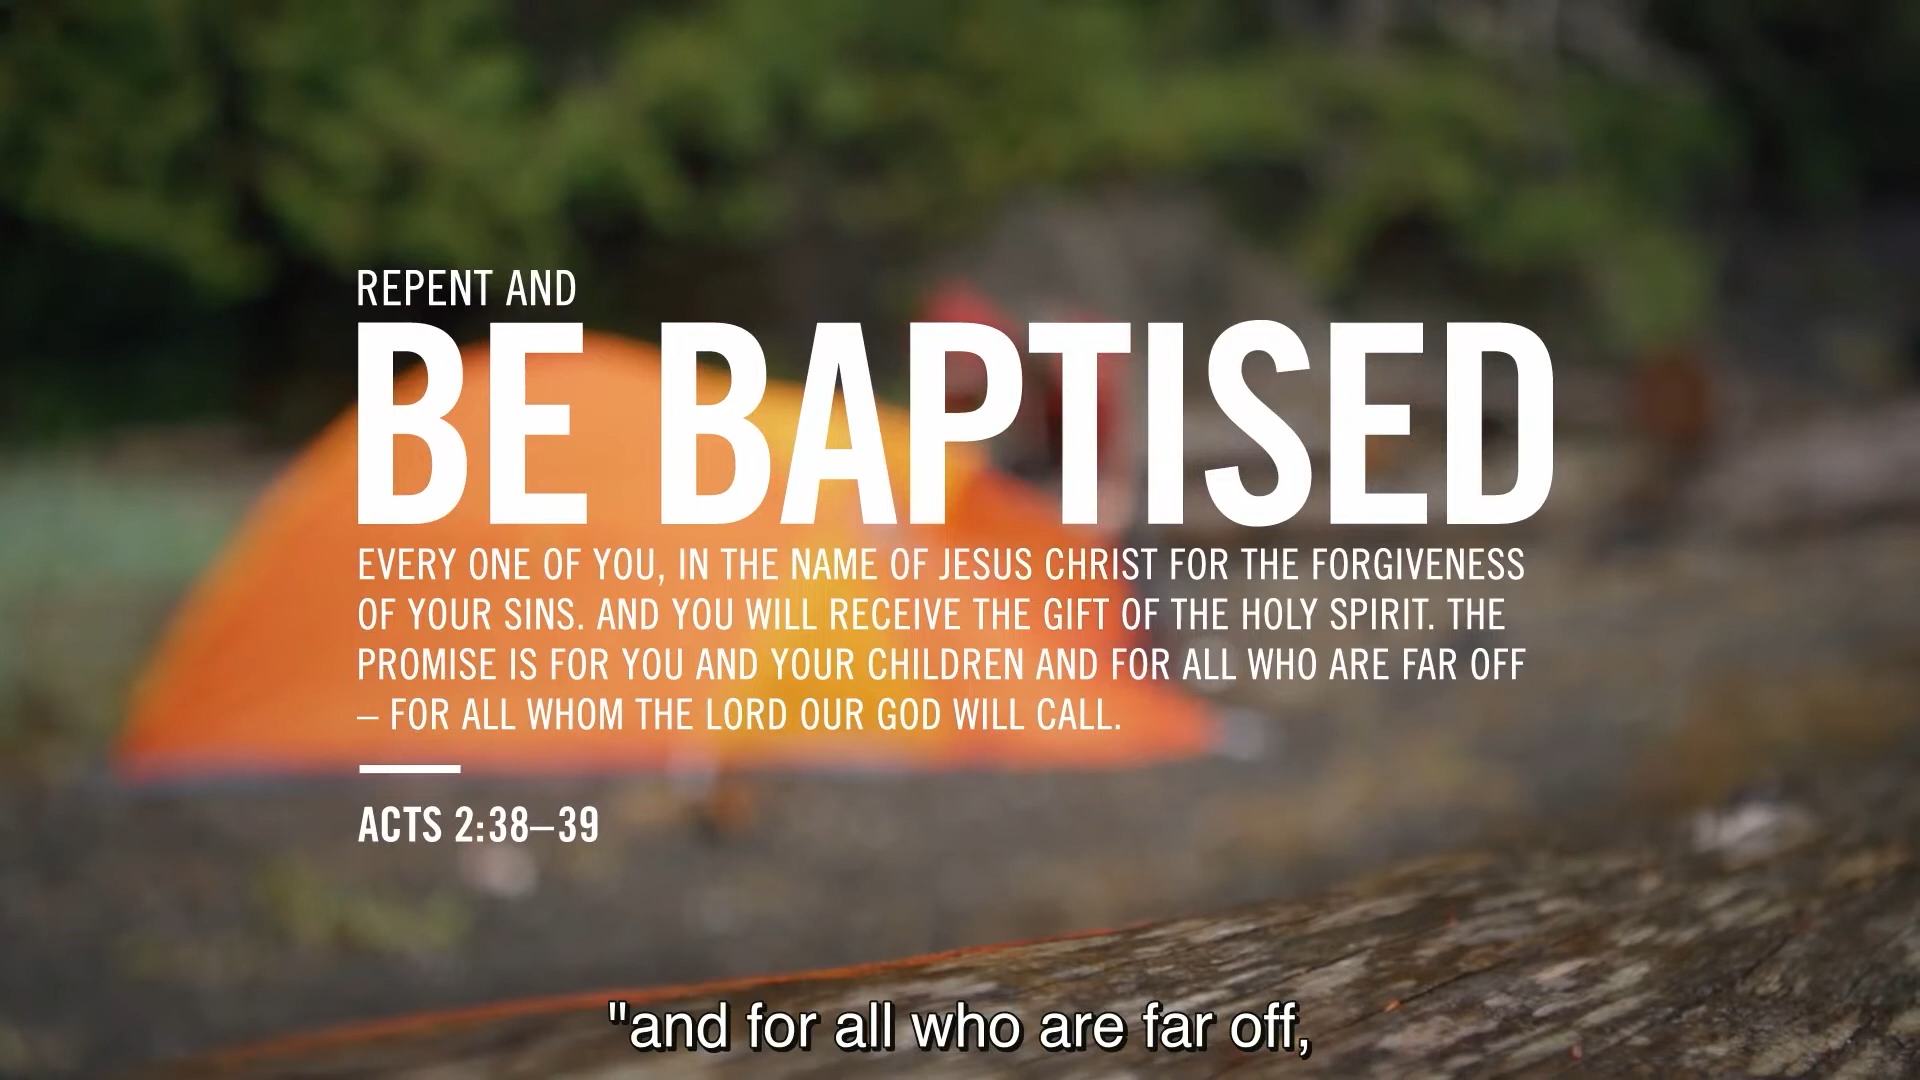 REPENT AND
BE BAPTISED
EVERY ONE OF YOU, IN THE NAME OF JESUS CHRIST FOR THE FORGIVENESS
OF YOUR SINS. AND YOU WILL RECEIVE THE GIFT OF THE HOLY SPIRIT. THE
PROMISE IS FOR YOU AND YOUR CHILDREN AND FOR ALL WHO ARE FAR OFF
– FOR ALL WHOM THE LORD OUR GOD WILL CALL.
ACTS 2:38–39
"and for all who are far off,